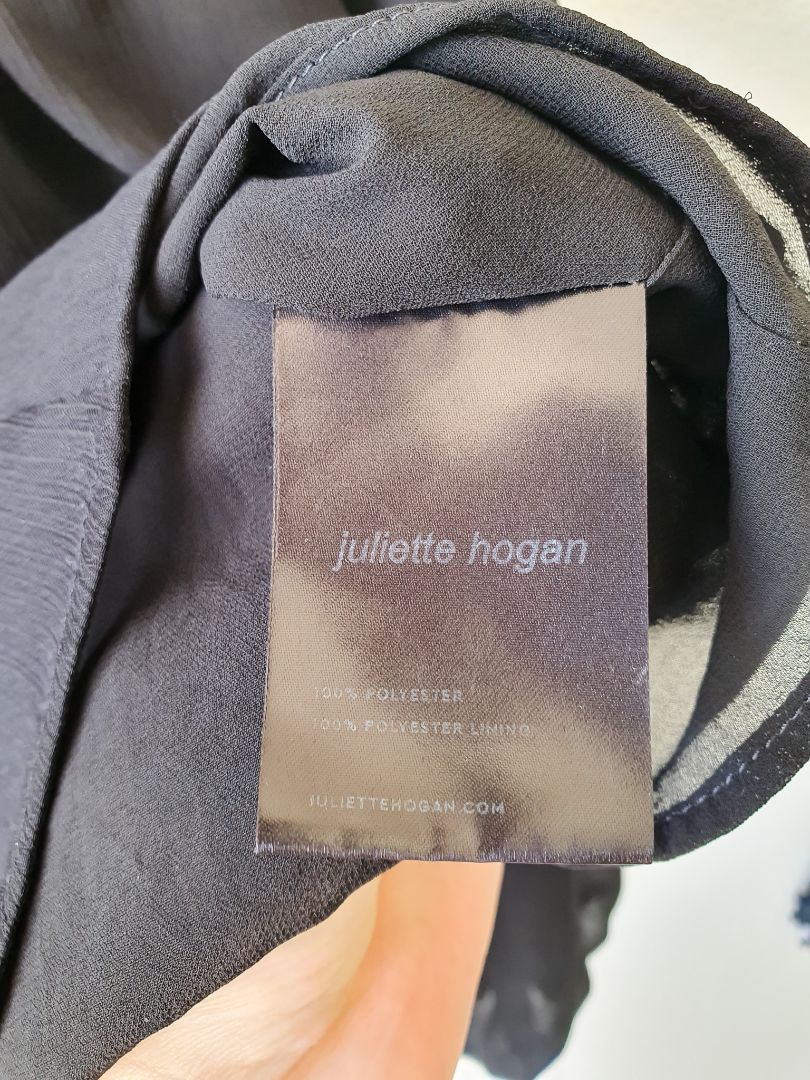 juliette hogan
100% POLYESTER
100% POLYESTER LINING
JULIETTEHOGAN.COM